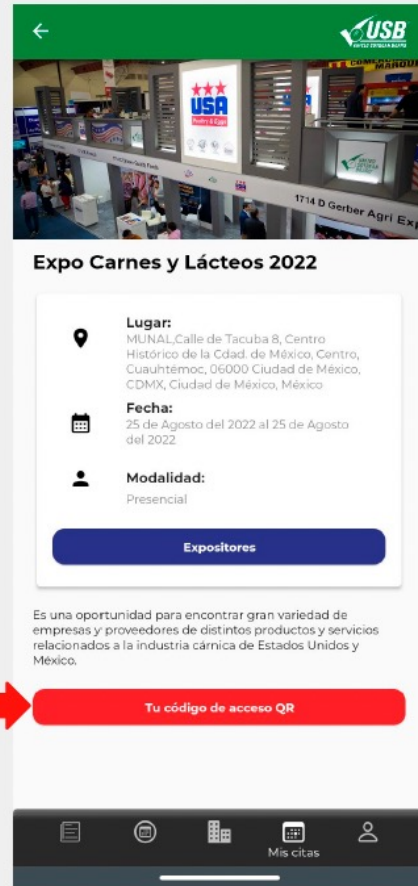 USB
USA
Poultry & Eggs
1714 D Gerber Agri Ex
Expo Carnes y Lácteos 2022
Lugar:
MUNAL,Calle de Tacuba 8, Centro
Histórico de la Cdad. de México, Centro,
Cuauhtémoc, 06000 Ciudad de México,
CDMX, Ciudad de México, México
Fecha:
25 de Agosto del 2022 al 25 de Agosto
del 2022
Modalidad:
Presencial
Expositores
Es una oportunidad para encontrar gran variedad de
empresas y proveedores de distintos productos y servicios
relacionados a la industria cárnica de Estados Unidos y
México.
Tu código de acceso QR
Mis citas